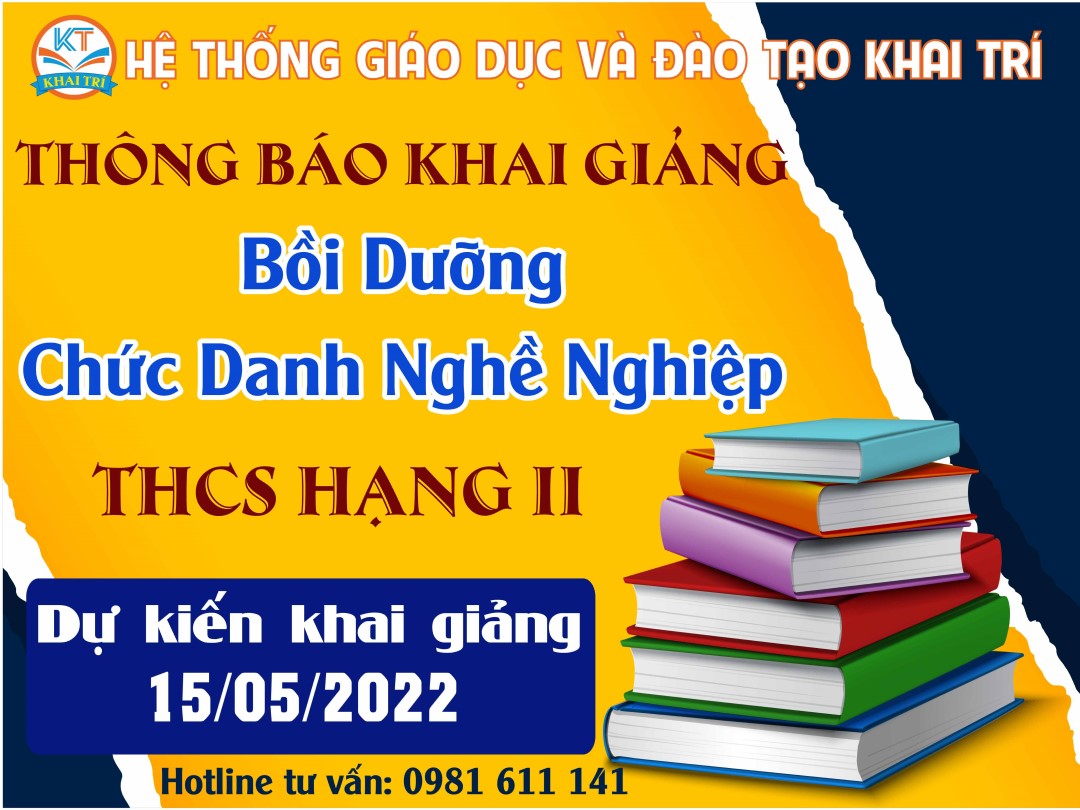 KT
KHAI TRÍ
HỆ THỐNG GIÁO DỤC VÀ ĐÀO TẠO KHAI TRÍ
THÔNG BÁO KHAI GIẢNG
Bồi Dưỡng
Chức Danh Nghề Nghiệp
THCS HẠNG II
Dự kiến khai giảng
15/05/2022
Hotline tư vấn: 0981 611 141